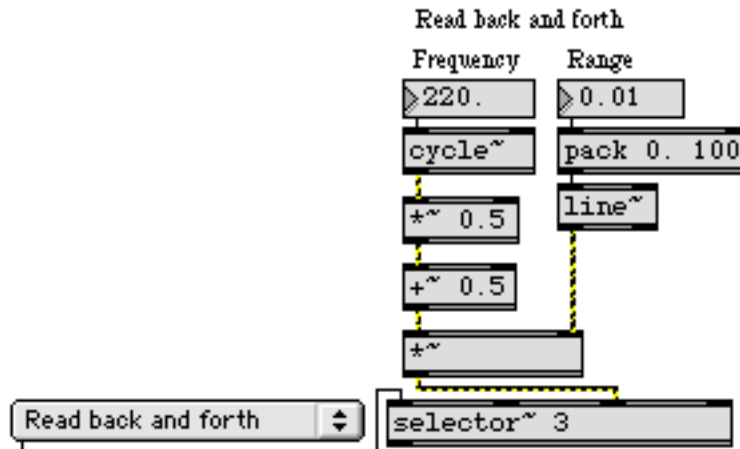 Read back and forth
Frequency Range
220. 0.01
cycle~ pack 0. 100
*~ 0.5 line~
+~ 0.5
*~
Read back and forth selector~ 3